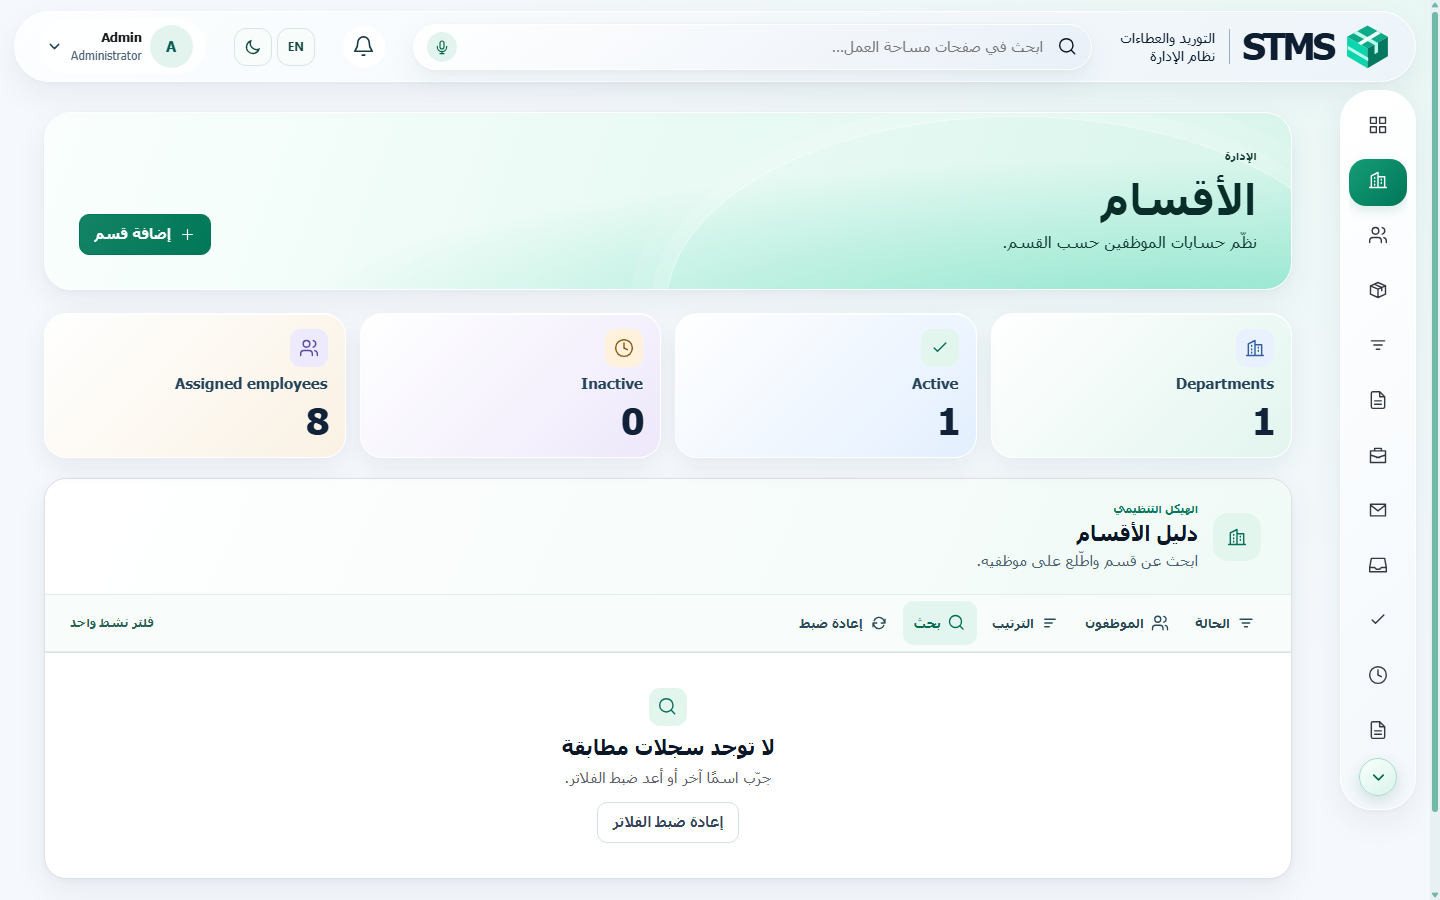 STMS
التوريد والعطاءات
نظام الإدارة
ابحث في صفحات مساحة العمل...
EN
Admin
Administrator
A
الإدارة
الأقسام
نظّم حسابات الموظفين حسب القسم.
إضافة قسم
Departments
1
Active
1
Inactive
0
Assigned employees
8
الهيكل التنظيمي
دليل الأقسام
ابحث عن قسم واطّلع على موظفيه.
الحالة
الموظفون
الترتيب
بحث
إعادة ضبط
فلتر نشط واحد
لا توجد سجلات مطابقة
جرّب اسمًا آخر أو أعد ضبط الفلاتر.
إعادة ضبط الفلاتر